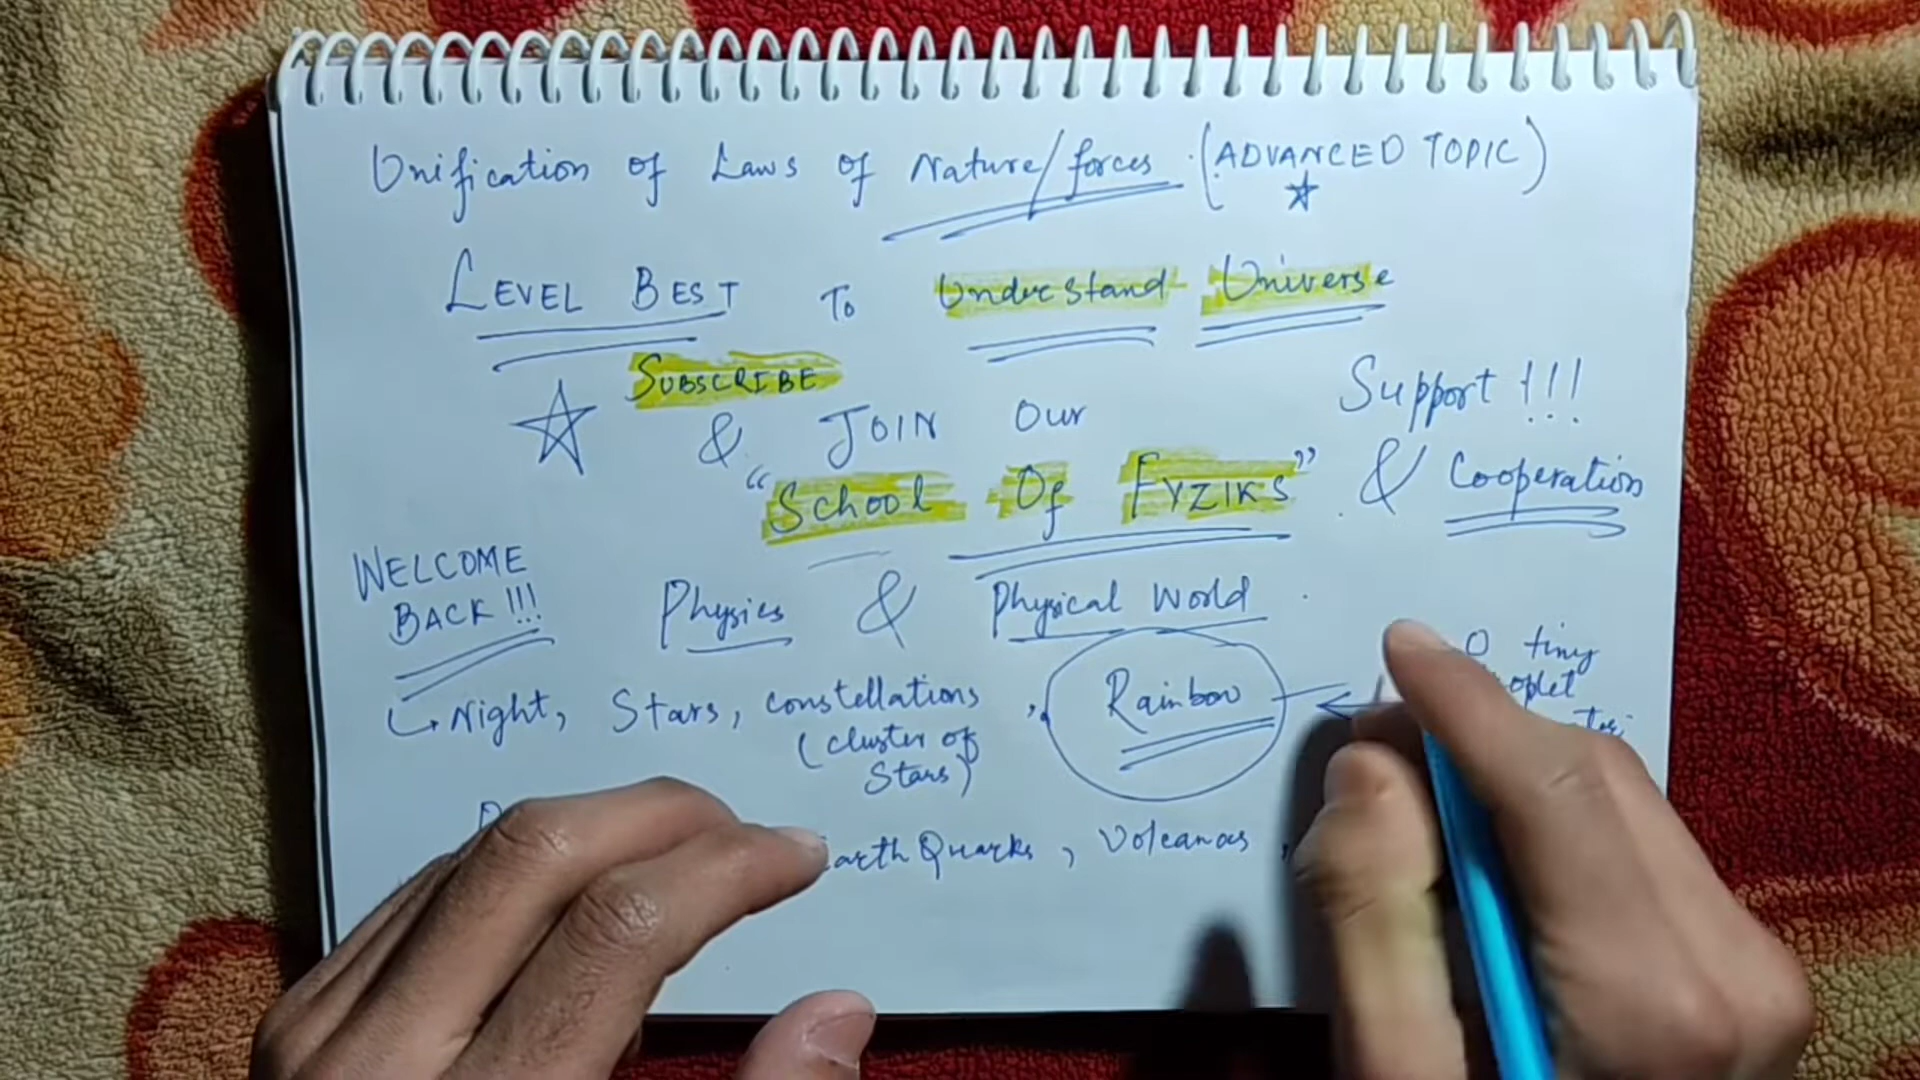 Unification of Laws of Nature/forces. (ADVANCED TOPIC)
LEVEL BEST To Understand Universe
SUBSCRIBE
& JOIN our
Support !!!
"School Of FYZIKS" & Cooperation
WELCOME
BACK !!!
Physics & Physical World
Night, Stars, constellations, Rainbow
(cluster of
Stars)
tiny
earth Quarks, Volcanoes,